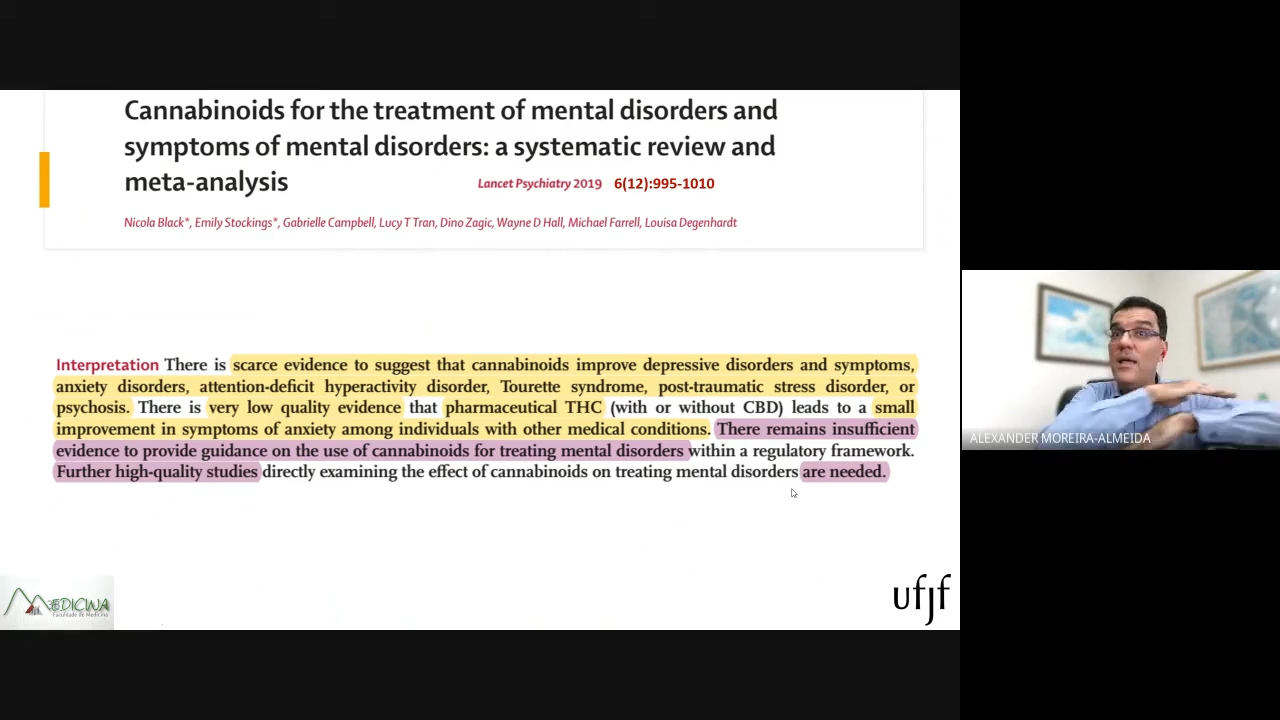 Cannabinoids for the treatment of mental disorders and
symptoms of mental disorders: a systematic review and
meta-analysis
Lancet Psychiatry 2019 6(12):995-1010
Nicola Black*, Emily Stockings*, Gabrielle Campbell, Lucy T Tran, Dino Zagic, Wayne D Hall, Michael Farrell, Louisa Degenhardt
Interpretation There is scarce evidence to suggest that cannabinoids improve depressive disorders and symptoms,
anxiety disorders, attention-deficit hyperactivity disorder, Tourette syndrome, post-traumatic stress disorder, or
psychosis. There is very low quality evidence that pharmaceutical THC (with or without CBD) leads to a small
improvement in symptoms of anxiety among individuals with other medical conditions. There remains insufficient
evidence to provide guidance on the use of cannabinoids for treating mental disorders within a regulatory framework.
Further high-quality studies directly examining the effect of cannabinoids on treating mental disorders are needed.
ALEXANDER MOREIRA-ALMEIDA
MEDICINA
Faculdade de Medicina
ufjf